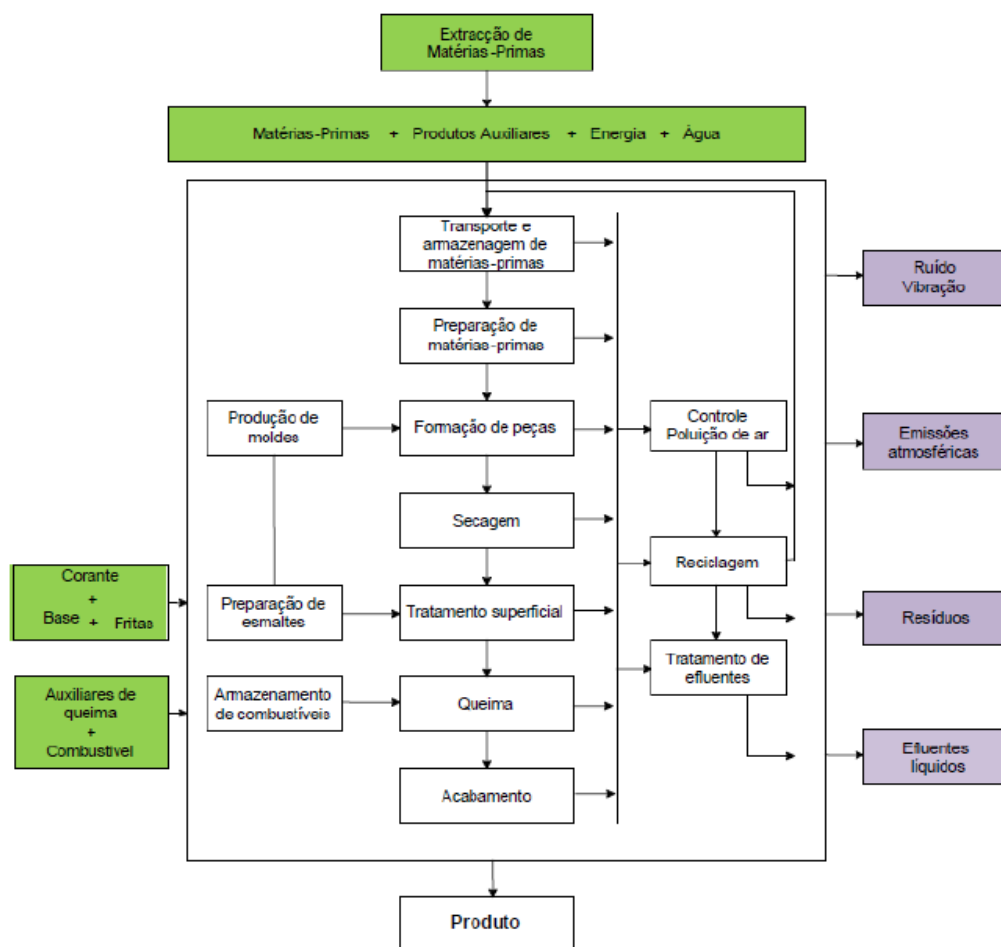 Extracção de
Matérias-Primas
Matérias-Primas + Produtos Auxiliares + Energia + Água
Transporte e
armazenagem de
matérias-primas
Ruído
Vibração
Preparação de
matérias-primas
Produção de
moldes
Formação de peças
Controle
Poluição de ar
Emissões
atmosféricas
Secagem
Reciclagem
Corante
+
Base + Fritas
Preparação de
esmaltes
Tratamento superficial
Resíduos
Tratamento de
efluentes
Auxiliares de
queima
+
Combustível
Armazenamento
de combustíveis
Queima
Efluentes
líquidos
Acabamento
Produto